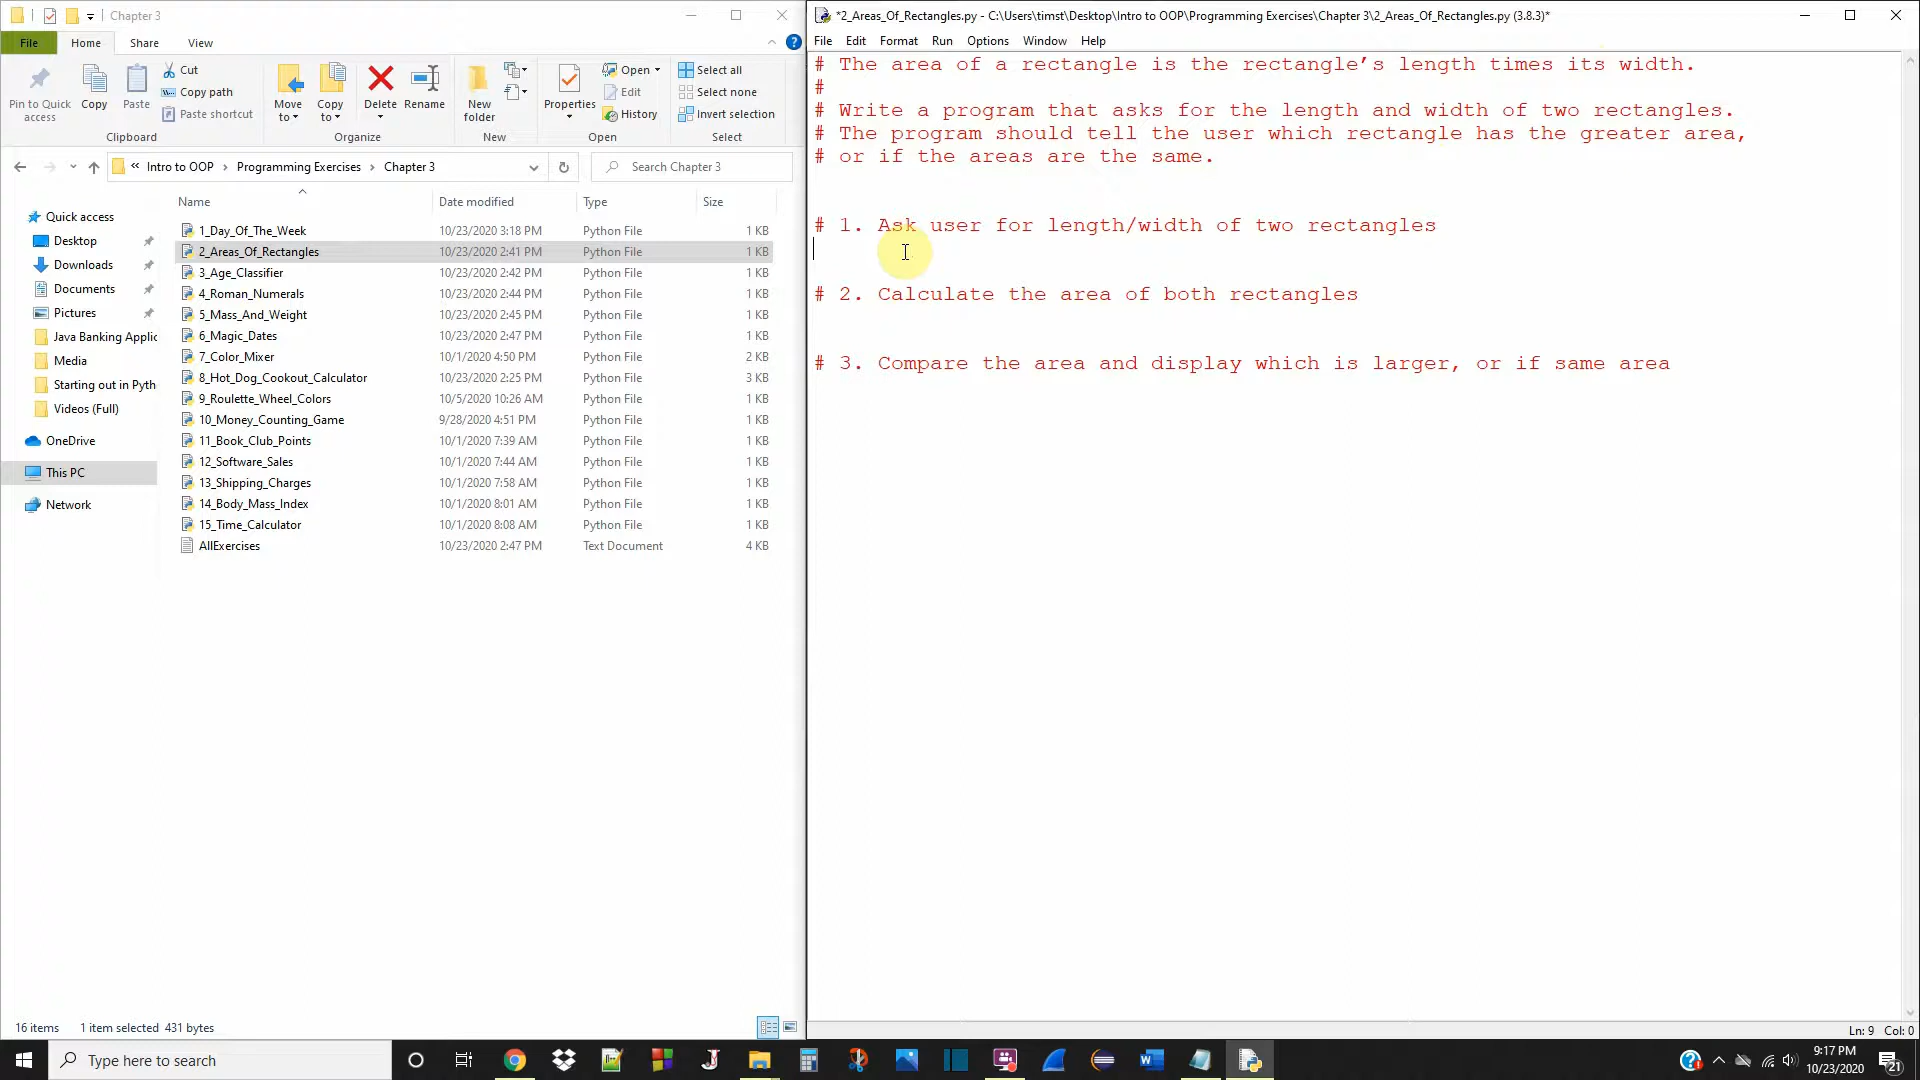 Chapter 3
File Home Share View
Pin to Quick access
Copy
Paste
Cut
Copy path
Paste shortcut
Clipboard
Move to
Copy to
Delete
Rename
Organize
New folder
New
Properties
Open
Edit
History
Open
Select all
Select none
Invert selection
Select
« Intro to OOP › Programming Exercises › Chapter 3
Search Chapter 3
Quick access
Desktop
Downloads
Documents
Pictures
Java Banking Applic
Media
Starting out in Pyth
Videos (Full)
OneDrive
This PC
Network
Name Date modified Type Size
1_Day_Of_The_Week 10/23/2020 3:18 PM Python File 1 KB
2_Areas_Of_Rectangles 10/23/2020 2:41 PM Python File 1 KB
3_Age_Classifier 10/23/2020 2:42 PM Python File 1 KB
4_Roman_Numerals 10/23/2020 2:44 PM Python File 1 KB
5_Mass_And_Weight 10/23/2020 2:45 PM Python File 1 KB
6_Magic_Dates 10/23/2020 2:47 PM Python File 1 KB
7_Color_Mixer 10/1/2020 4:50 PM Python File 2 KB
8_Hot_Dog_Cookout_Calculator 10/23/2020 2:25 PM Python File 3 KB
9_Roulette_Wheel_Colors 10/5/2020 10:26 AM Python File 1 KB
10_Money_Counting_Game 9/28/2020 4:51 PM Python File 1 KB
11_Book_Club_Points 10/1/2020 7:39 AM Python File 1 KB
12_Software_Sales 10/1/2020 7:44 AM Python File 1 KB
13_Shipping_Charges 10/1/2020 7:58 AM Python File 1 KB
14_Body_Mass_Index 10/1/2020 8:01 AM Python File 1 KB
15_Time_Calculator 10/1/2020 8:08 AM Python File 1 KB
AllExercises 10/23/2020 2:47 PM Text Document 4 KB
16 items 1 item selected 431 bytes
*2_Areas_Of_Rectangles.py - C:\Users\timst\Desktop\Intro to OOP\Programming Exercises\Chapter 3\2_Areas_Of_Rectangles.py (3.8.3)*
File Edit Format Run Options Window Help
# The area of a rectangle is the rectangle’s length times its width.
#
# Write a program that asks for the length and width of two rectangles.
# The program should tell the user which rectangle has the greater area,
# or if the areas are the same.
# 1. Ask user for length/width of two rectangles
# 2. Calculate the area of both rectangles
# 3. Compare the area and display which is larger, or if same area
Ln: 9 Col: 0
Type here to search
9:17 PM
10/23/2020
21